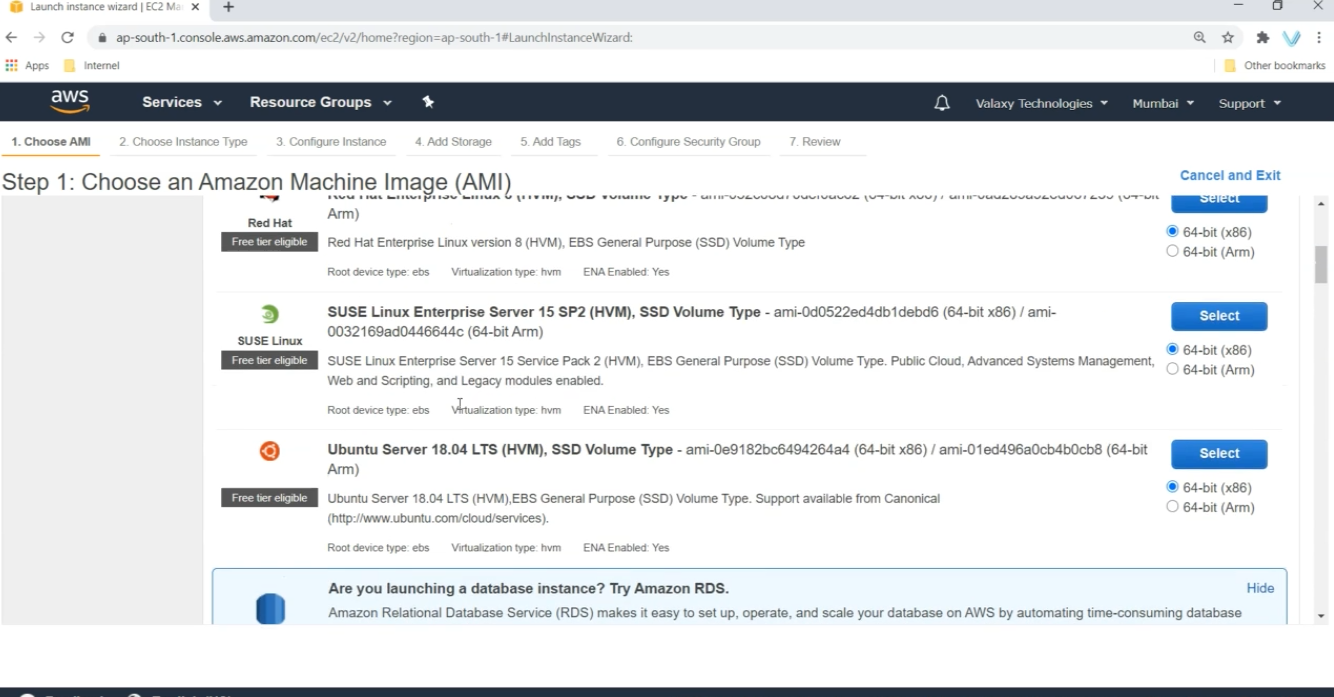 Launch instance wizard | EC2 Ma
ap-south-1.console.aws.amazon.com/ec2/v2/home?region=ap-south-1#LaunchInstanceWizard:
Apps Internet Other bookmarks
aws Services Resource Groups Valaxy Technologies Mumbai Support
1. Choose AMI 2. Choose Instance Type 3. Configure Instance 4. Add Storage 5. Add Tags 6. Configure Security Group 7. Review
Step 1: Choose an Amazon Machine Image (AMI) Cancel and Exit
Red Hat
Free tier eligible
Arm)
Red Hat Enterprise Linux version 8 (HVM), EBS General Purpose (SSD) Volume Type
Root device type: ebs Virtualization type: hvm ENA Enabled: Yes
Select
64-bit (x86)
64-bit (Arm)
SUSE Linux
Free tier eligible
SUSE Linux Enterprise Server 15 SP2 (HVM), SSD Volume Type - ami-0d0522ed4db1debd6 (64-bit x86) / ami-
0032169ad0446644c (64-bit Arm)
SUSE Linux Enterprise Server 15 Service Pack 2 (HVM), EBS General Purpose (SSD) Volume Type. Public Cloud, Advanced Systems Management,
Web and Scripting, and Legacy modules enabled.
Root device type: ebs Virtualization type: hvm ENA Enabled: Yes
Select
64-bit (x86)
64-bit (Arm)
Free tier eligible
Ubuntu Server 18.04 LTS (HVM), SSD Volume Type - ami-0e9182bc6494264a4 (64-bit x86) / ami-01ed496a0cb4b0cb8 (64-bit
Arm)
Ubuntu Server 18.04 LTS (HVM),EBS General Purpose (SSD) Volume Type. Support available from Canonical
(http://www.ubuntu.com/cloud/services).
Root device type: ebs Virtualization type: hvm ENA Enabled: Yes
Select
64-bit (x86)
64-bit (Arm)
Are you launching a database instance? Try Amazon RDS. Hide
Amazon Relational Database Service (RDS) makes it easy to set up, operate, and scale your database on AWS by automating time-consuming database